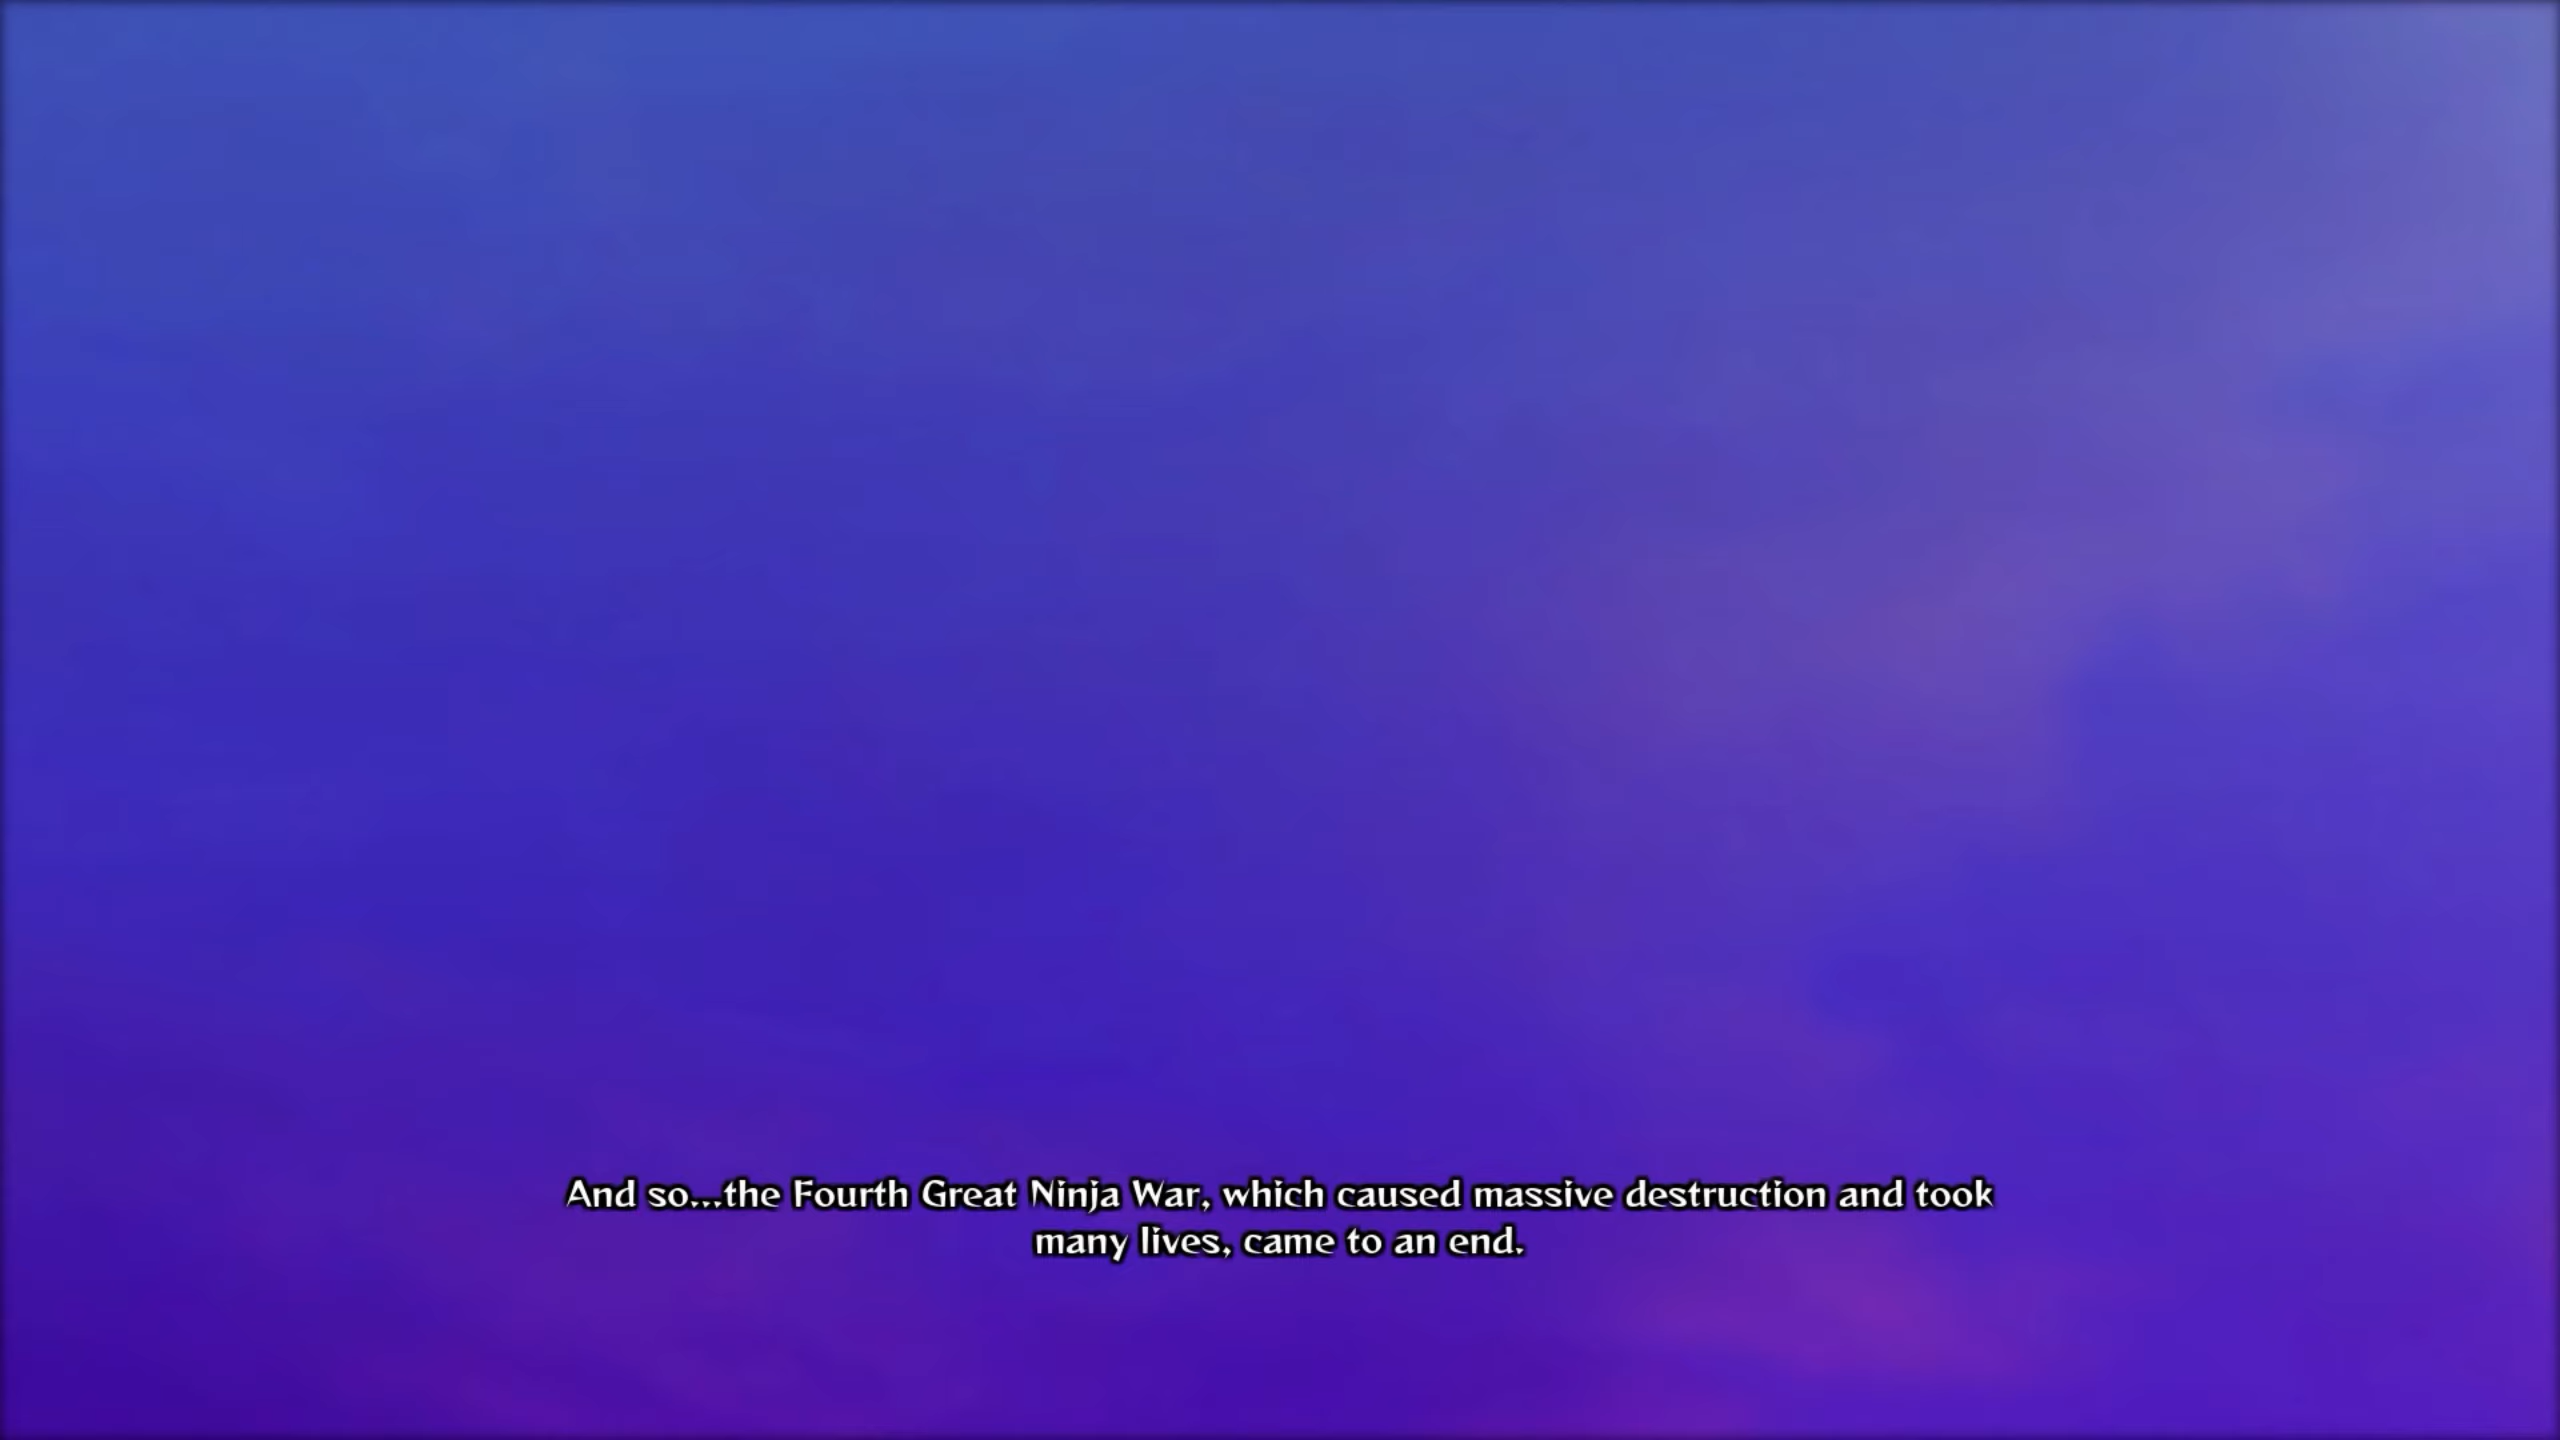 And so...the Fourth Great Ninja War, which caused massive destruction and took
many lives, came to an end.